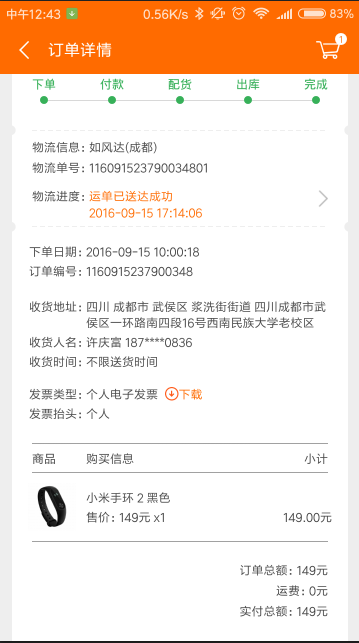 中午12:43 0.56K/s 83%
订单详情 1
下单 付款 配货 出库 完成
物流信息: 如风达(成都)
物流单号: 116091523790034801
物流进度: 运单已送达成功
2016-09-15 17:14:06
下单日期: 2016-09-15 10:00:18
订单编号: 1160915237900348
收货地址: 四川 成都市 武侯区 浆洗街街道 四川成都市武
侯区一环路南四段16号西南民族大学老校区
收货人名: 许庆富 187****0836
收货时间: 不限送货时间
发票类型: 个人电子发票 下载
发票抬头: 个人
商品 购买信息 小计
小米手环 2 黑色
售价: 149元 x1 149.00元
订单总额: 149元
运费: 0元
实付总额: 149元